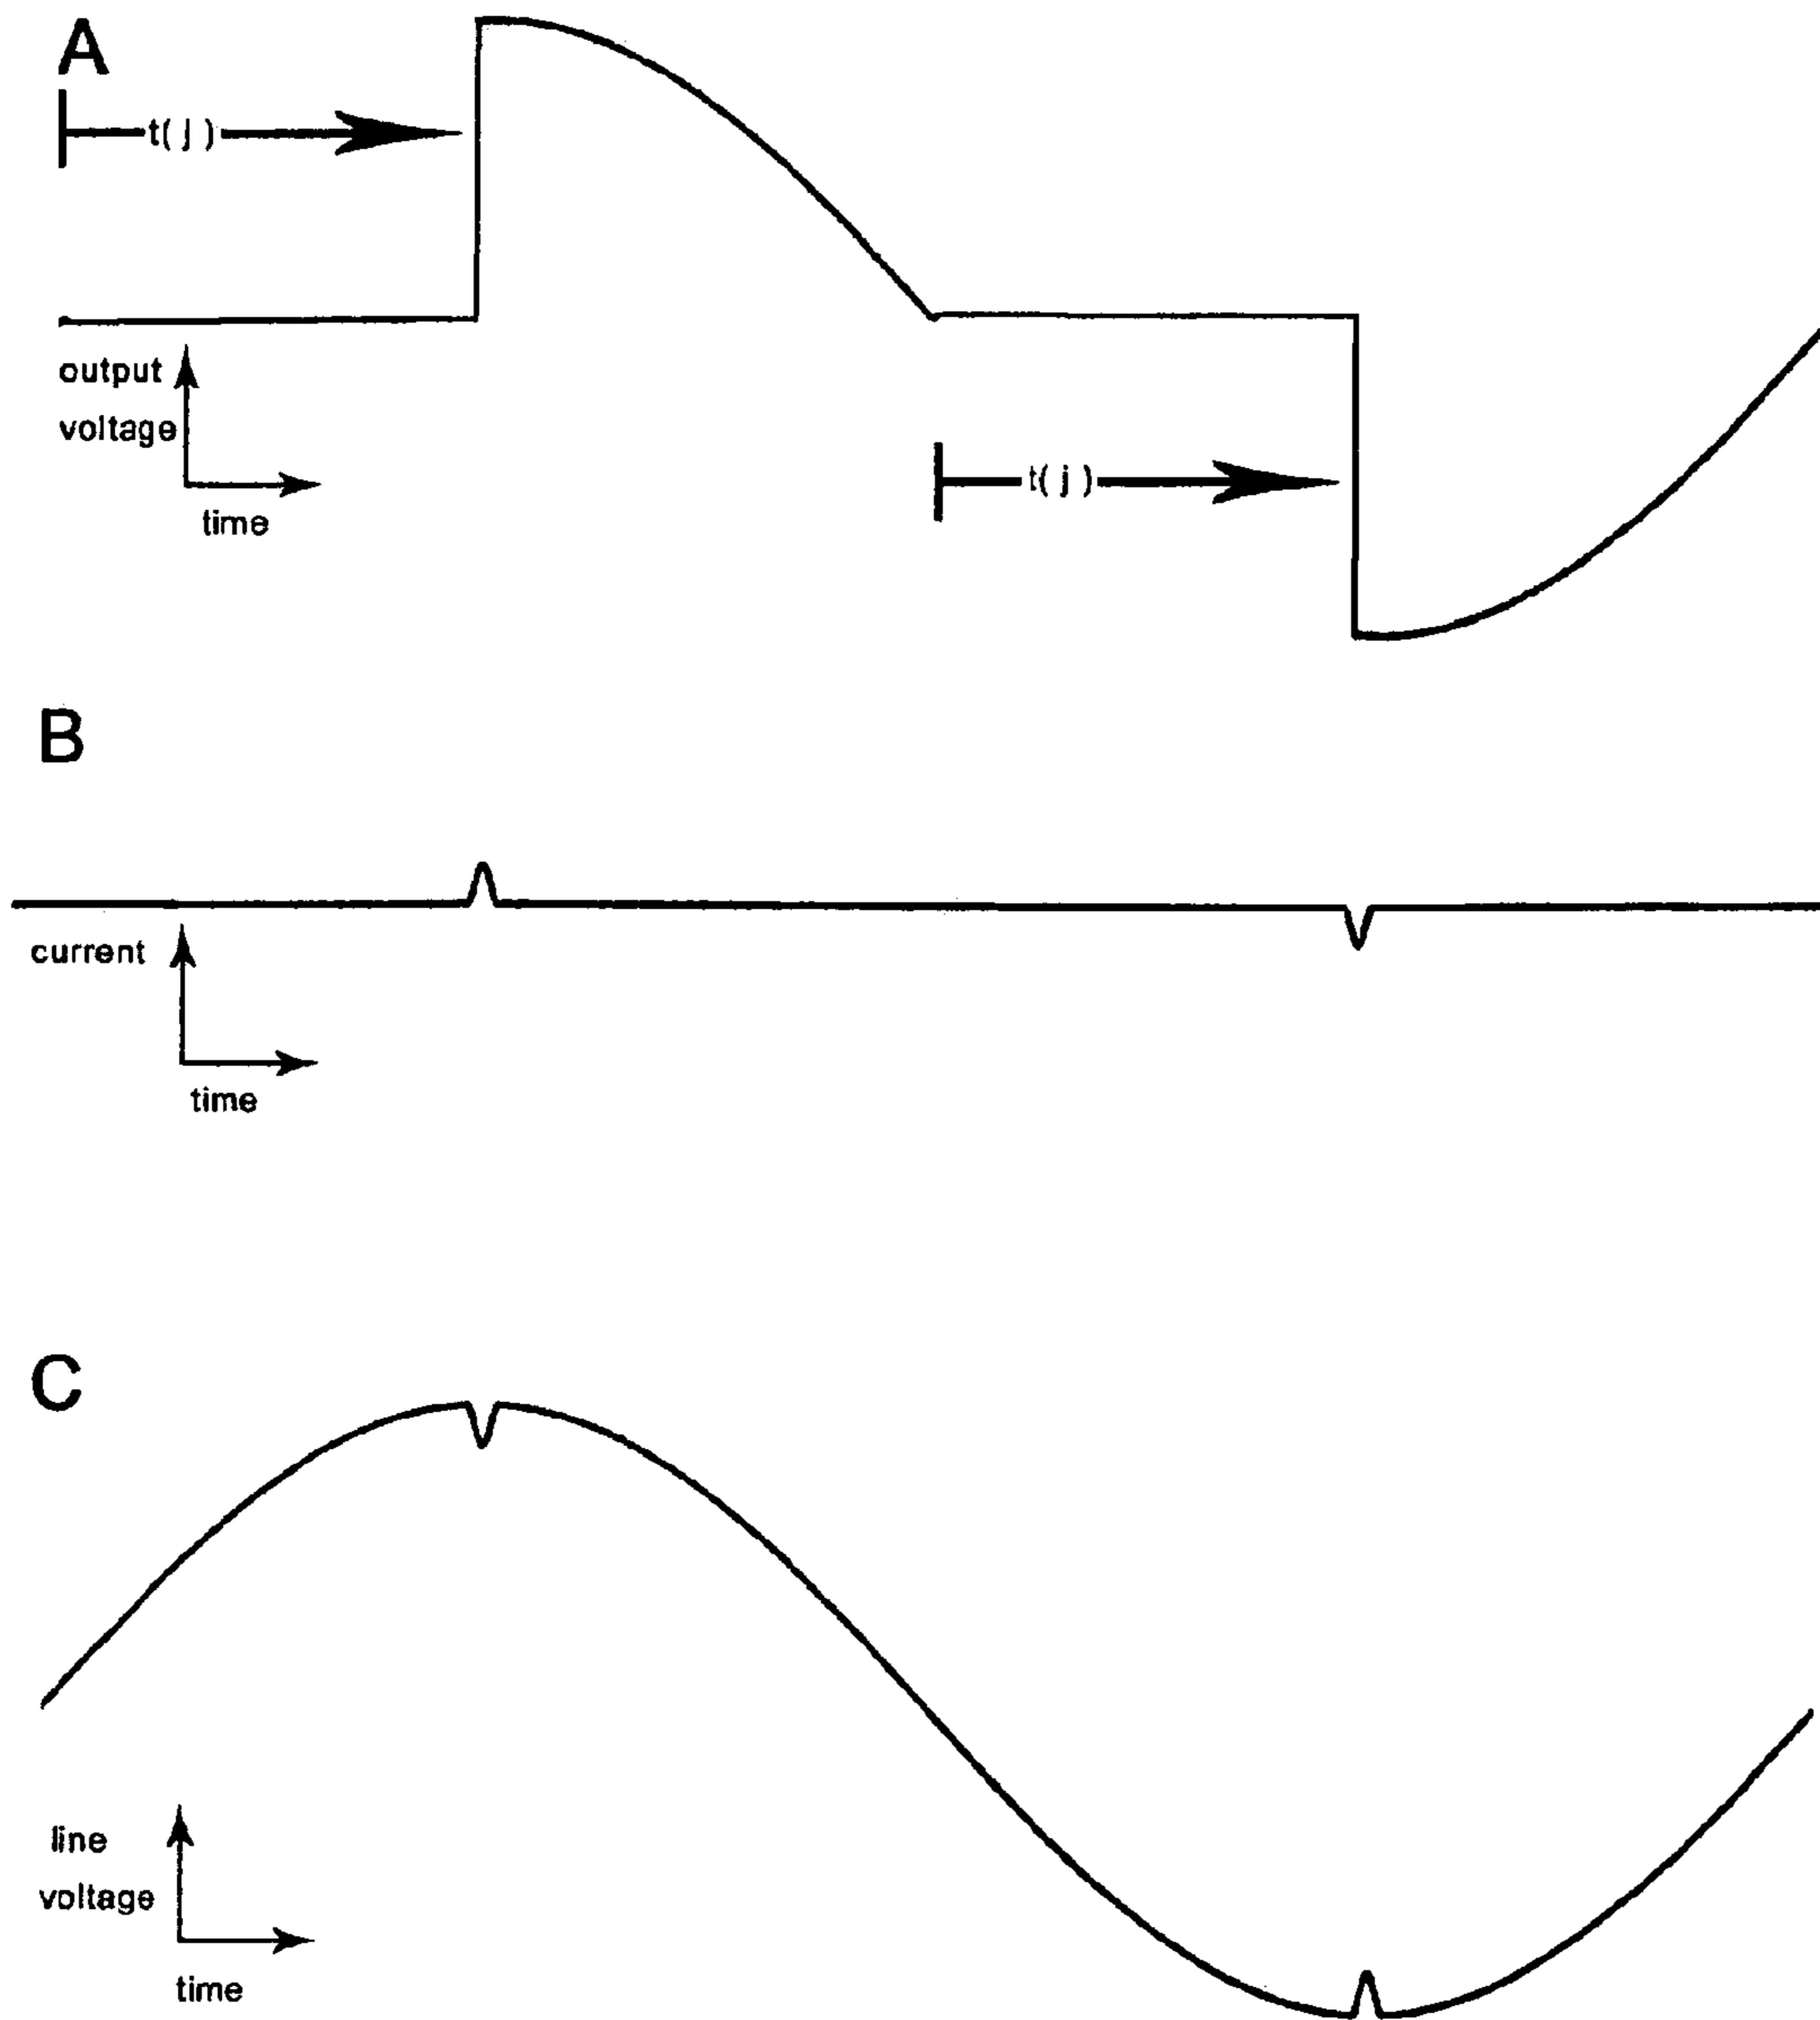 A
t( j )
output
voltage
time
t( j )
B
current
time
C
line
voltage
time